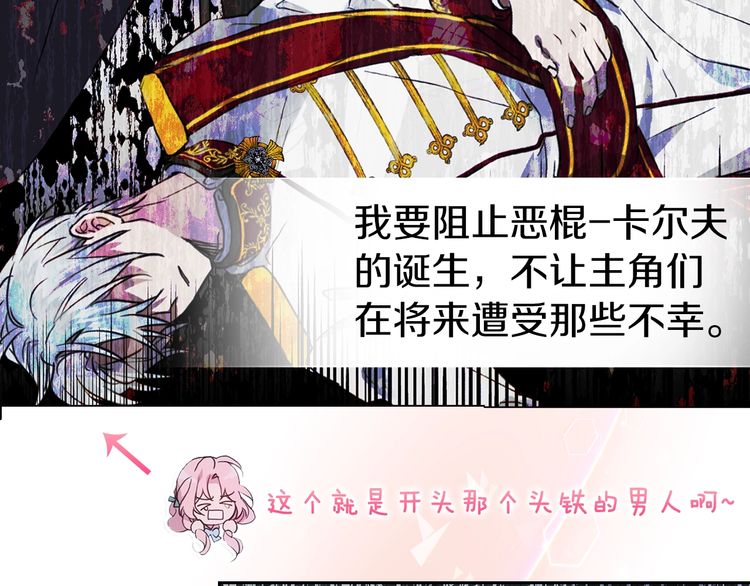 我要阻止恶棍-卡尔夫
的诞生，不让主角们
在将来遭受那些不幸。
这个就是开头那个头铁的男人啊~